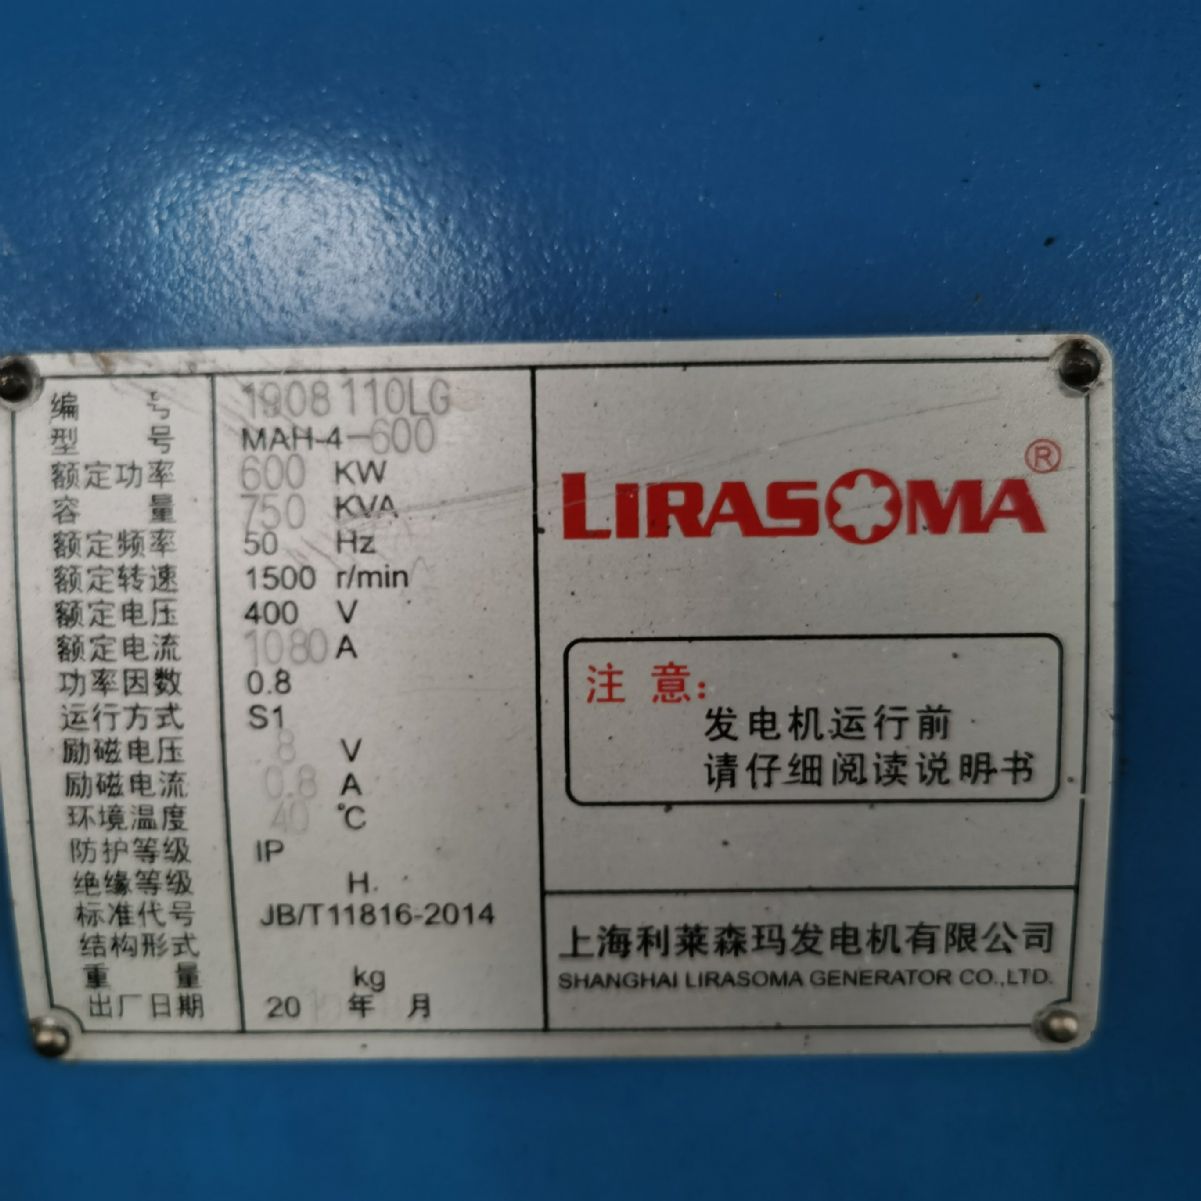 编 号 1908110LG
型 号 MAH-4-600
额定功率 600 KW
容 量 750 KVA
额定频率 50 Hz
额定转速 1500 r/min
额定电压 400 V
额定电流 1080 A
功率因数 0.8
运行方式 S1
励磁电压 8 V
励磁电流 0.8 A
环境温度 40 ℃
防护等级 IP
绝缘等级 H.
标准代号 JB/T11816-2014
结构形式
重 量 kg
出厂日期 20 年 月
LIRASOMA®
注 意:
发电机运行前
请仔细阅读说明书
上海利莱森玛发电机有限公司
SHANGHAI LIRASOMA GENERATOR CO.,LTD.